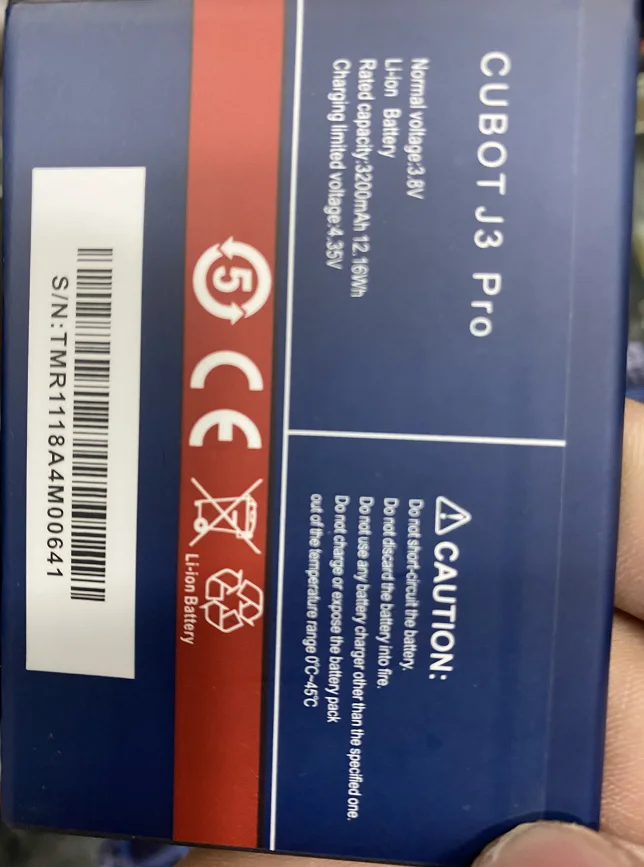 CUBOT J3 Pro
Normal voltage:3.8V
Li-ion Battery
Rated capacity:3200mAh 12.16Wh
Charging limited voltage:4.35V
CAUTION:
Do not short-circuit the battery.
Do not discard the battery into fire.
Do not use any battery charger other than the specified one.
Do not charge or expose the battery pack
out of the temperature range 0℃~45℃
5
CE
Li-ion Battery
S/N:TMR1118A4M00641